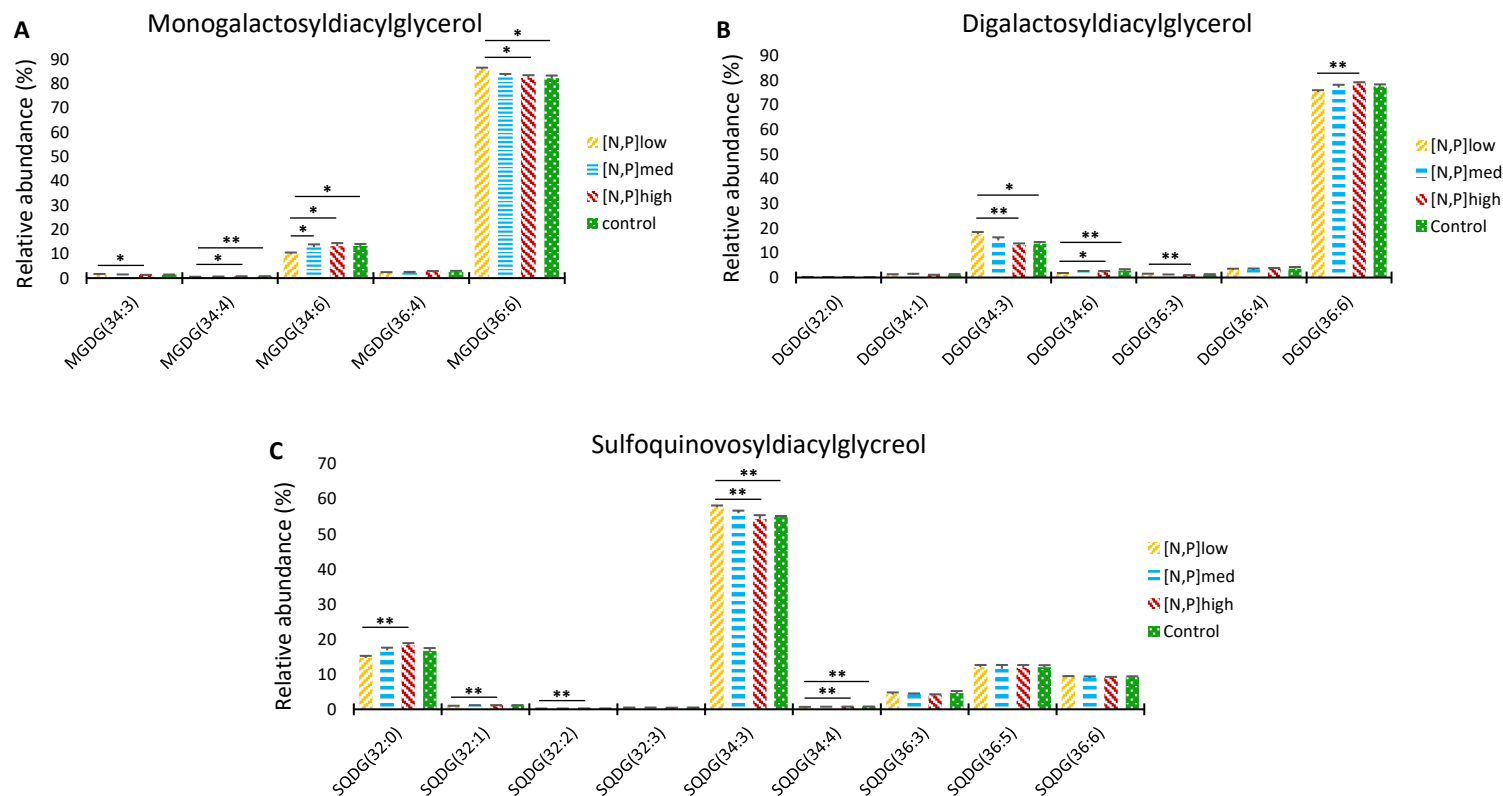 A
Monogalactosyldiacylglycerol
Relative abundance (%)
90
80
70
60
50
40
30
20
10
0
*
*
**
*
*
*
*
*
*
MGDG(34:3)
MGDG(34:4)
MGDG(34:6)
MGDG(36:4)
MGDG(36:6)
[N,P]low
[N,P]med
[N,P]high
control
B
Digalactosyldiacylglycerol
Relative abundance (%)
90
80
70
60
50
40
30
20
10
0
*
**
**
*
**
**
DGDG(32:0)
DGDG(34:1)
DGDG(34:3)
DGDG(34:6)
DGDG(36:3)
DGDG(36:4)
DGDG(36:6)
[N,P]low
[N,P]med
[N,P]high
Control
C
Sulfoquinovosyldiacylglycreol
Relative abundance (%)
70
60
50
40
30
20
10
0
**
**
**
**
**
**
**
SQDG(32:0)
SQDG(32:1)
SQDG(32:2)
SQDG(32:3)
SQDG(34:3)
SQDG(34:4)
SQDG(36:3)
SQDG(36:5)
SQDG(36:6)
[N,P]low
[N,P]med
[N,P]high
Control